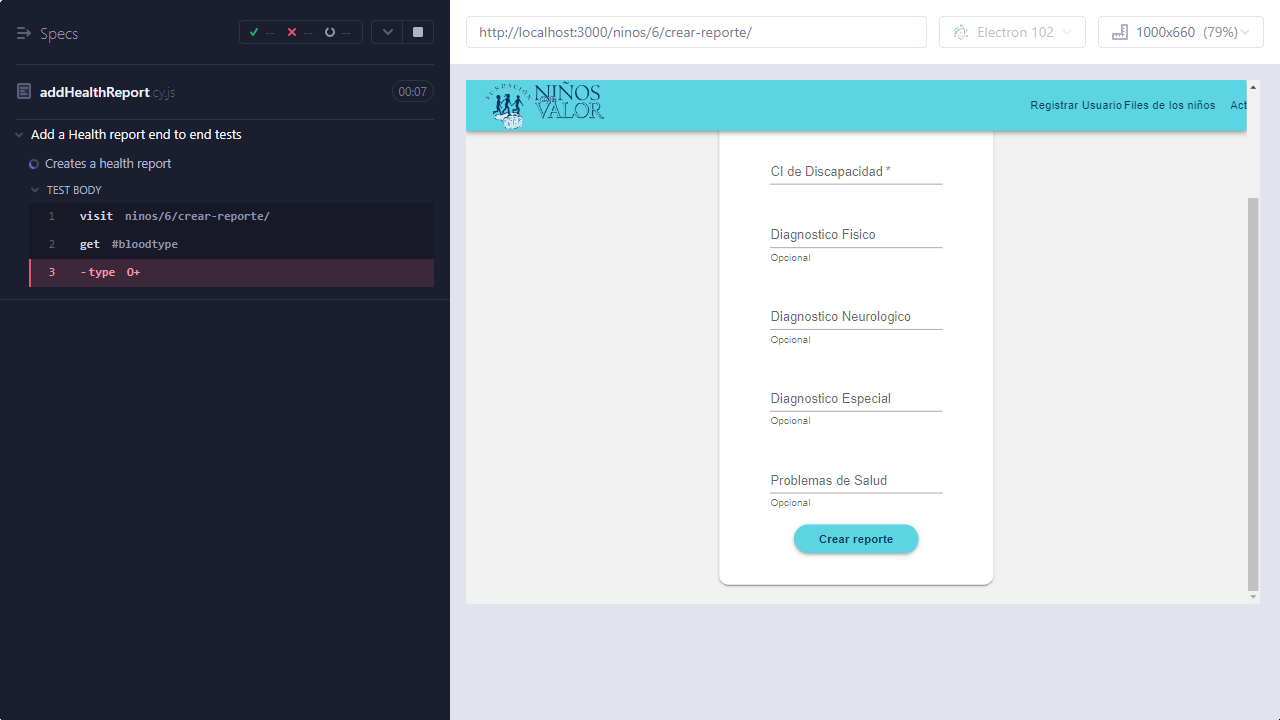 Specs
-- -- --
addHealthReport.cy.js 00:07
Add a Health report end to end tests
Creates a health report
TEST BODY
1 visit ninos/6/crear-reporte/
2 get #bloodtype
3 -type O+
http://localhost:3000/ninos/6/crear-reporte/
Electron 102
1000x660 (79%)
FUNDACIÓN
NIÑOS
CON
VALOR
Registrar Usuario
Files de los niños
Act
CI de Discapacidad *
Diagnostico Fisico
Opcional
Diagnostico Neurologico
Opcional
Diagnostico Especial
Opcional
Problemas de Salud
Opcional
Crear reporte